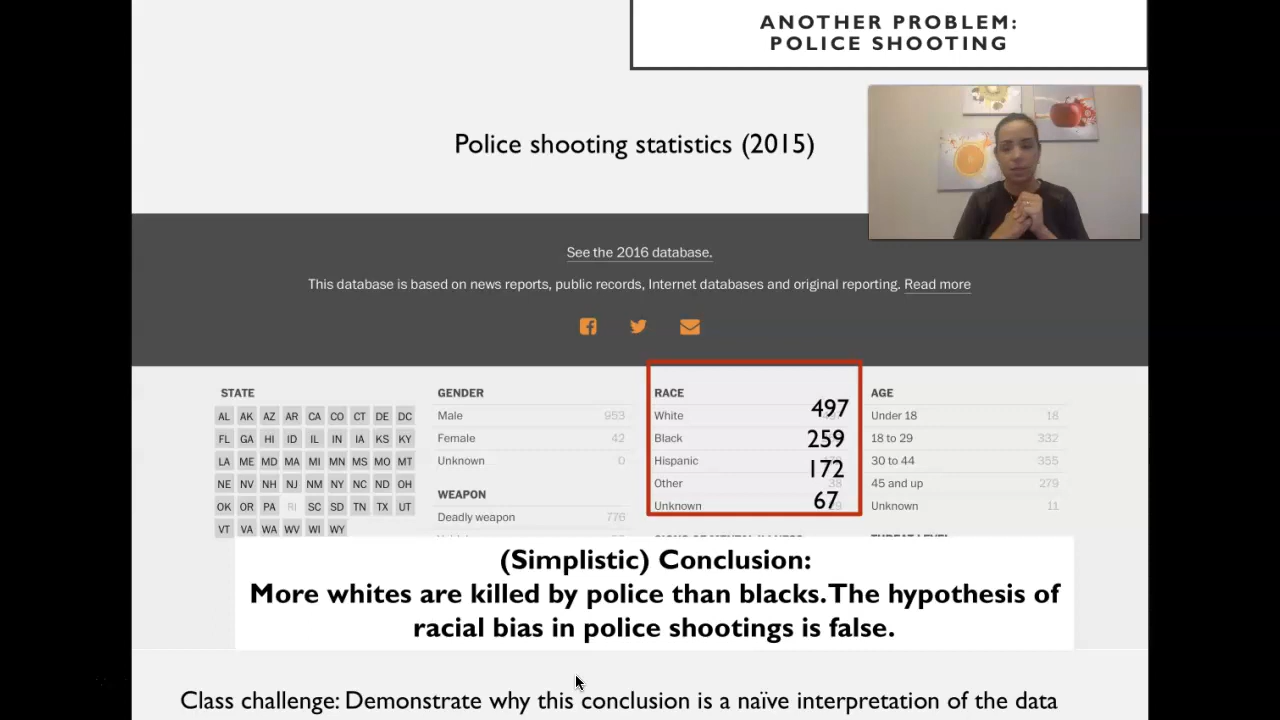 ANOTHER PROBLEM:
POLICE SHOOTING
Police shooting statistics (2015)
See the 2016 database.
This database is based on news reports, public records, Internet databases and original reporting. Read more
STATE
AL AK AZ AR CA CO CT DE DC
FL GA HI ID IL IN IA KS KY
LA ME MD MA MI MN MS MO MT
NE NV NH NJ NM NY NC ND OH
OK OR PA RI SC SD TN TX UT
VT VA WA WV WI WY
GENDER
Male 953
Female 42
Unknown 0
WEAPON
Deadly weapon 776
RACE
White 497
Black 259
Hispanic 172
Other 38
Unknown 67
AGE
Under 18 18
18 to 29 332
30 to 44 355
45 and up 279
Unknown 11
(Simplistic) Conclusion:
More whites are killed by police than blacks. The hypothesis of
racial bias in police shootings is false.
Class challenge: Demonstrate why this conclusion is a naïve interpretation of the data